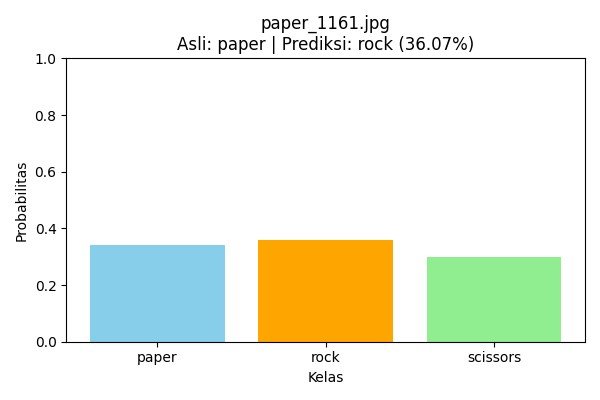 paper_1161.jpg
Asli: paper | Prediksi: rock (36.07%)
1.0
0.8
0.6
0.4
0.2
0.0
Probabilitas
paper rock scissors
Kelas